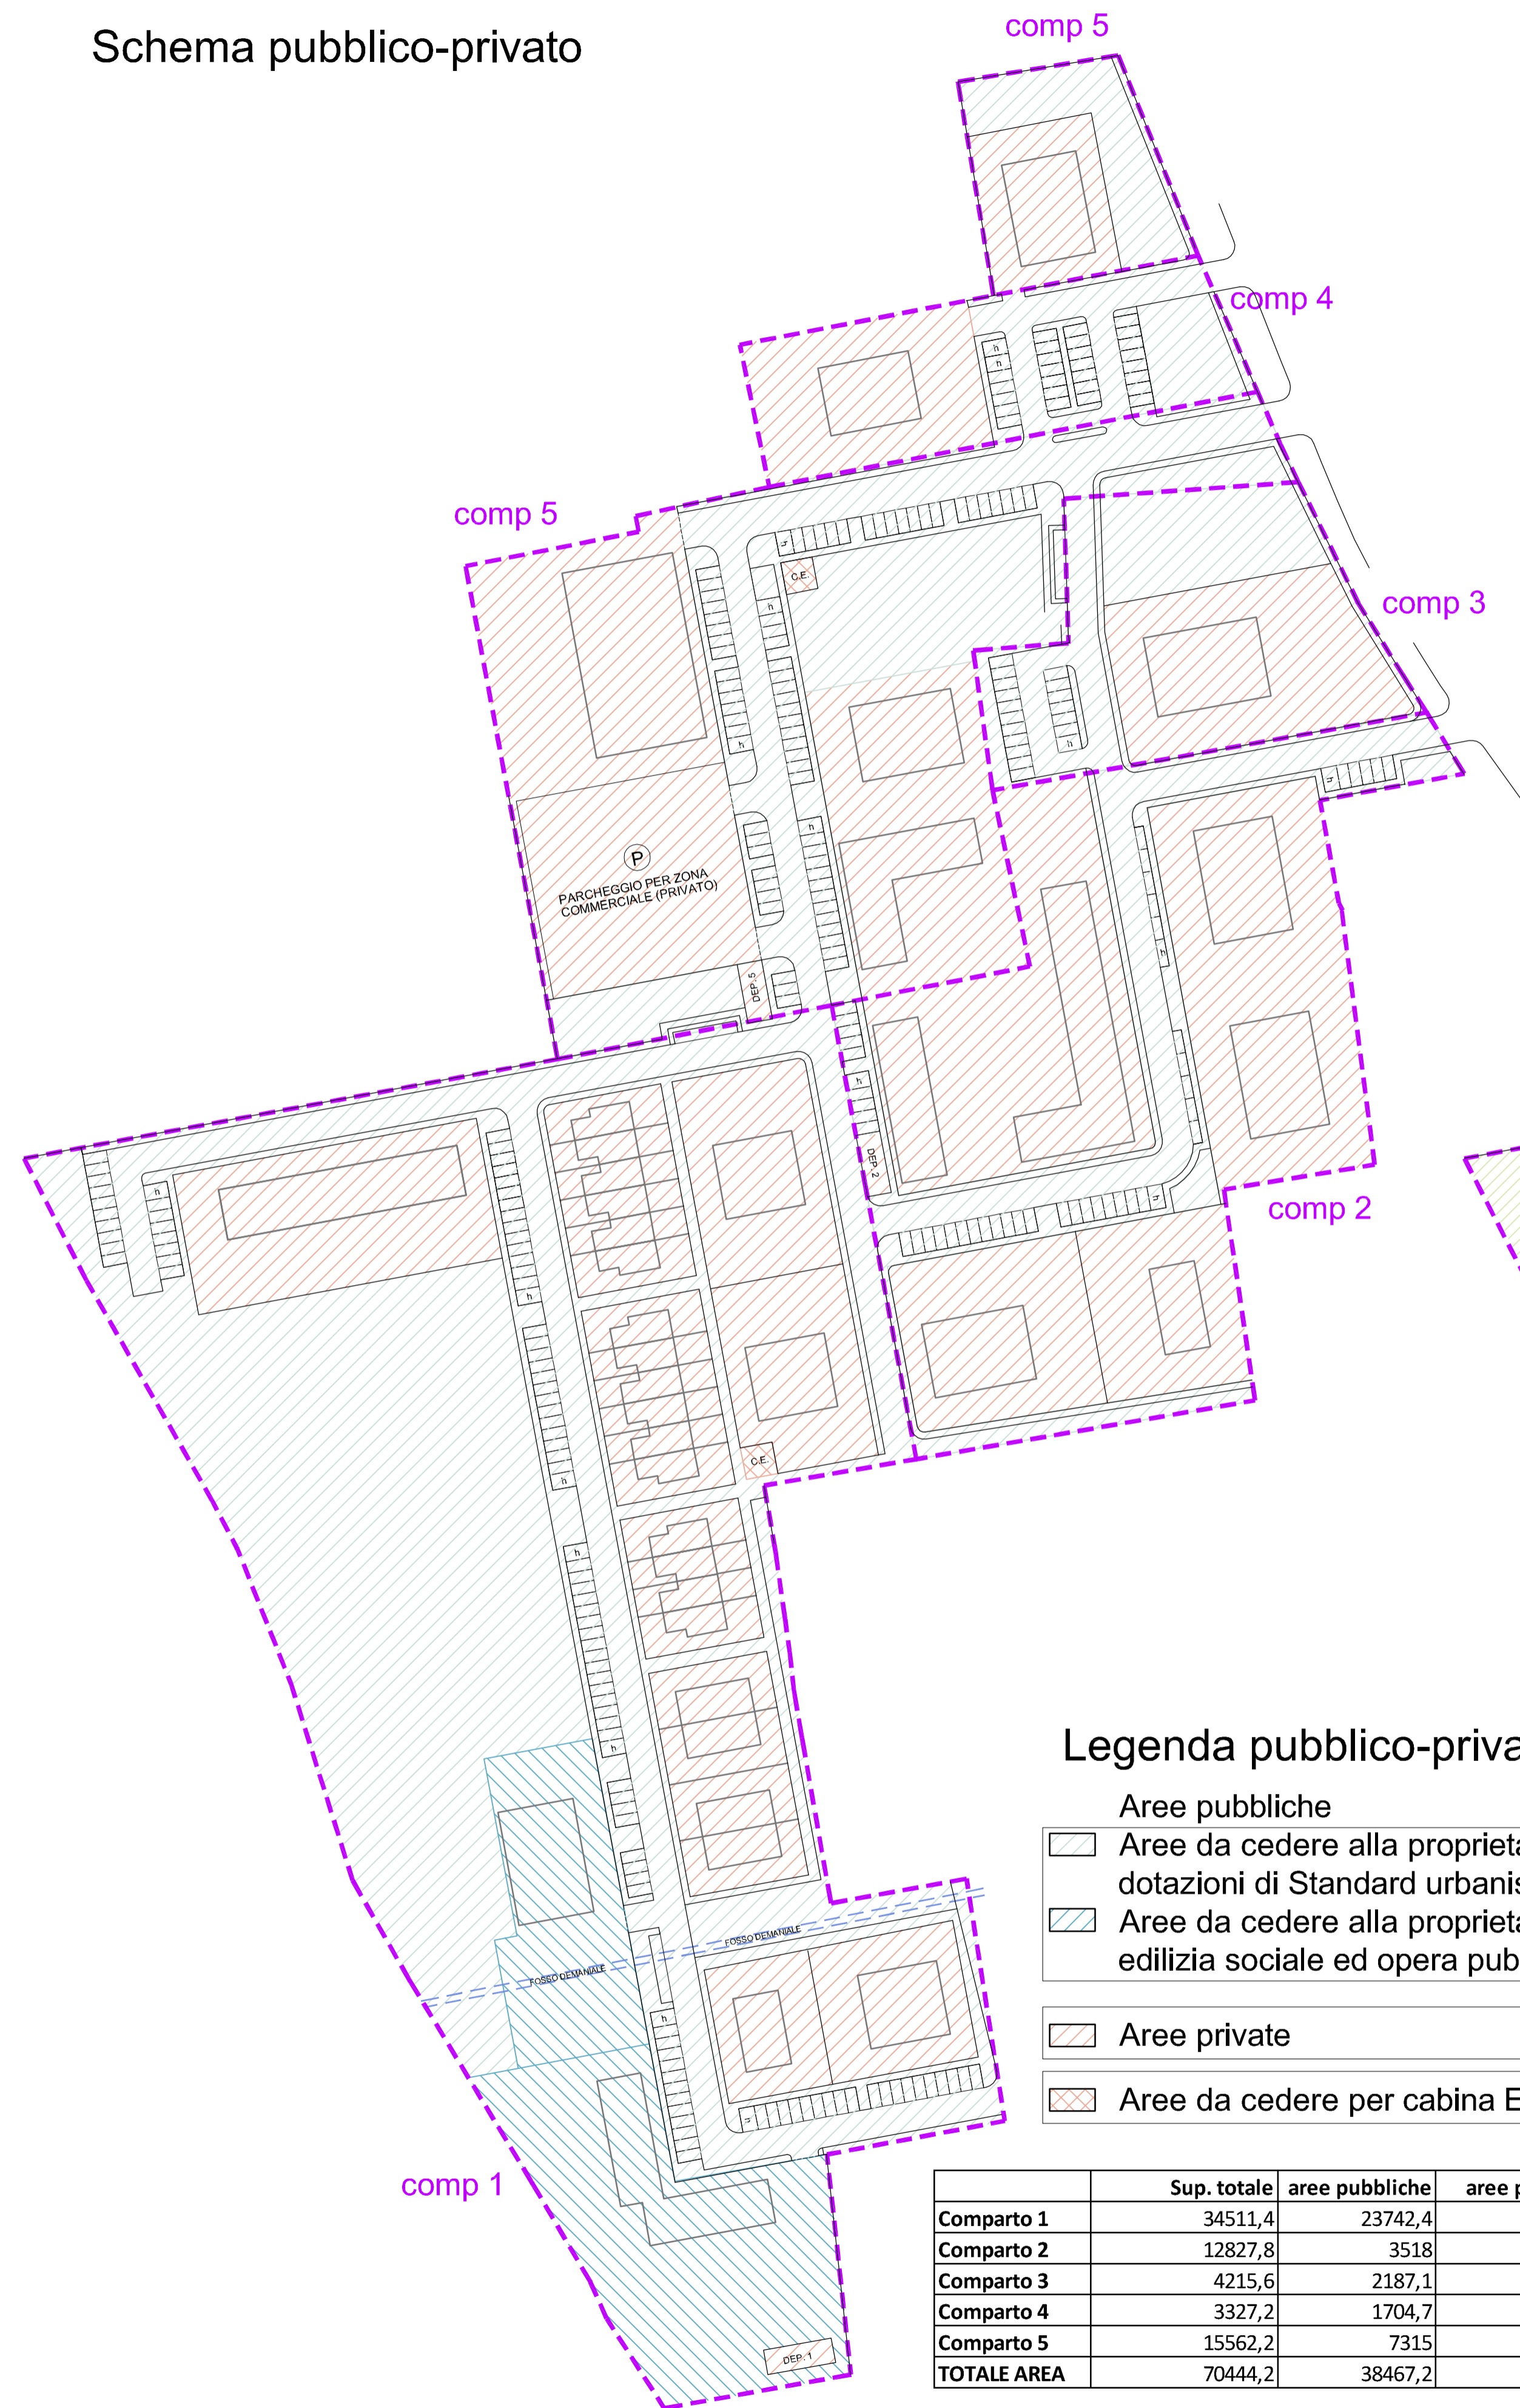 Schema pubblico-privato
comp 5
comp 4
h
h
comp 5
h
C.E.
h
comp 3
h
h
h
h
P
PARCHEGGIO PER ZONA
COMMERCIALE (PRIVATO)
h
h
DEP. 5
h
DEP. 2
h
h
comp 2
h
h
C.E.
h
h
Legenda pubblico-priva
Aree pubbliche
Aree da cedere alla proprietà
dotazioni di Standard urbanis
Aree da cedere alla proprietà
edilizia sociale ed opera pub
FOSSO DEMANIALE
FOSSO DEMANIALE
h
Aree private
h
Aree da cedere per cabina E
comp 1
Sup. totale aree pubbliche aree p
Comparto 1 34511,4 23742,4
Comparto 2 12827,8 3518
Comparto 3 4215,6 2187,1
Comparto 4 3327,2 1704,7
Comparto 5 15562,2 7315
TOTALE AREA 70444,2 38467,2
DEP. 1